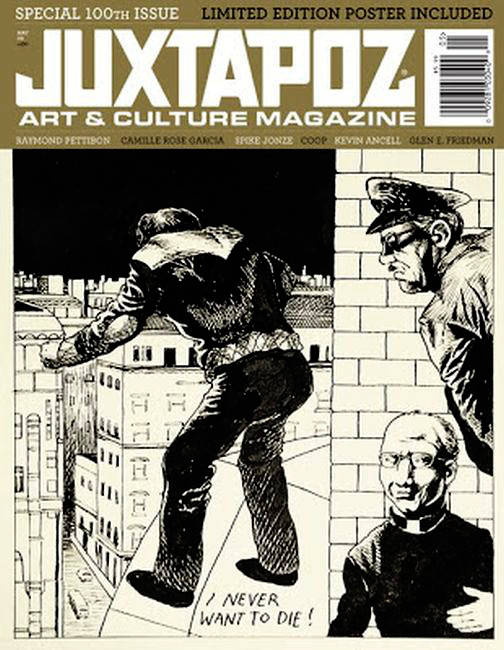 SPECIAL 100TH ISSUE LIMITED EDITION POSTER INCLUDED
JUXTAPOZ
ART & CULTURE MAGAZINE
RAYMOND PETTIBON CAMILLE ROSE GARCIA SPIKE JONZE COOP KEVIN ANCELL GLEN E. FRIEDMAN
I NEVER
WANT TO DIE!